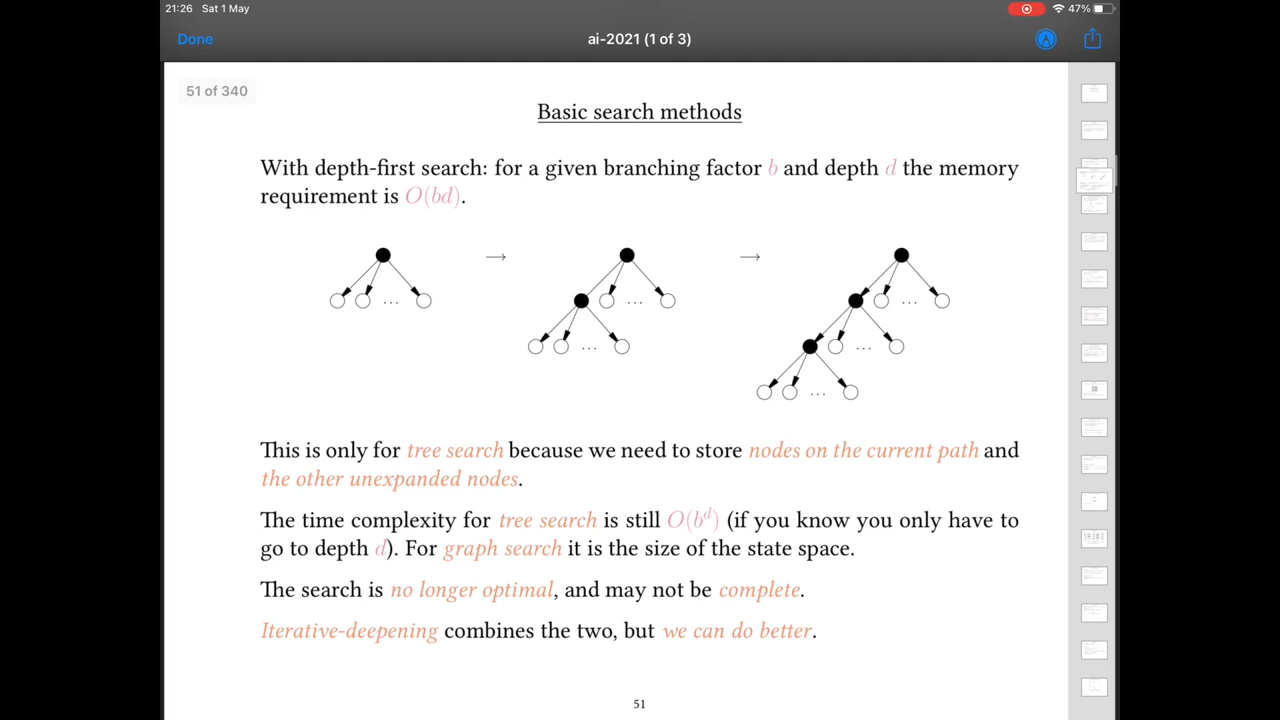 21:26 Sat 1 May
47%
Done
ai-2021 (1 of 3)
51 of 340
Basic search methods
With depth-first search: for a given branching factor b and depth d the memory
requirement is O(bd).
→ →
...
...
...
...
...
...
This is only for tree search because we need to store nodes on the current path and
the other unexpanded nodes.
The time complexity for tree search is still O(b^d) (if you know you only have to
go to depth d). For graph search it is the size of the state space.
The search is no longer optimal, and may not be complete.
Iterative-deepening combines the two, but we can do better.
51